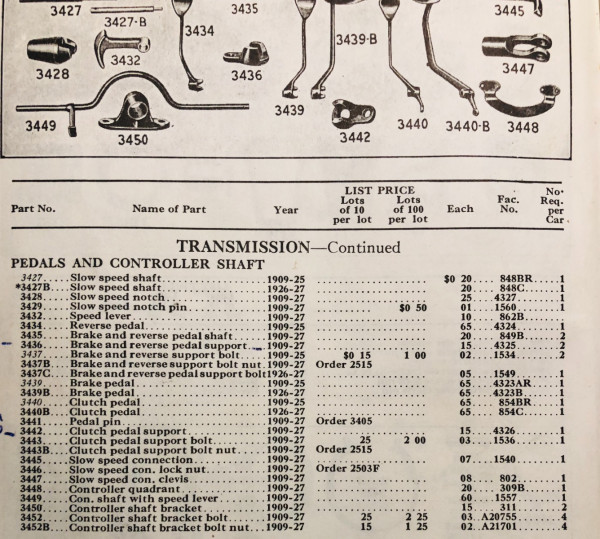 3427
3427-B
3434
3435
3445
3428
3432
3436
3439-B
3447
3439
3440
3440-B
3448
3449
3450
3442
LIST PRICE
Part No. Name of Part Year Lots of 10 per lot Lots of 100 per lot Each Fac. No. No. Req. per Car
TRANSMISSION—Continued
PEDALS AND CONTROLLER SHAFT
3427.....Slow speed shaft 1909-25 $0 20 848BR 1
*3427B....Slow speed shaft 1926-27 20 848C 1
3428.....Slow speed notch 1909-27 25 4327 1
3429.....Slow speed notch pin 1909-27 $0 50 01 1560 1
3432.....Speed lever 1909-27 10 862B 1
3434.....Reverse pedal 1909-27 65 4324 1
3435.....Brake and reverse pedal shaft 1909-27 20 849B 2
3436.....Brake and reverse pedal support 1909-27 15 4325 2
3437.....Brake and reverse support bolt 1909-25 $0 15 1 00 02 1534 2
3437B....Brake and reverse support bolt nut 1909-27 Order 2515
3437C....Brake and reverse pedal support bolt 1926-27 05 1549 1
3439.....Brake pedal 1909-25 65 4323AR 1
3439B....Brake pedal 1926-27 65 4323B 1
3440.....Clutch pedal 1909-25 65 854BR 1
3440B....Clutch pedal 1926-27 65 854C 1
3441.....Pedal pin 1909-27 Order 3405
3442.....Clutch pedal support 1909-27 15 4326 1
3443.....Clutch pedal support bolt 1909-27 25 2 00 03 1536 1
3443B....Clutch pedal support bolt nut 1909-27 Order 2515
3445.....Slow speed connection 1909-27 07 1540 1
3446.....Slow speed con. lock nut 1909-27 Order 2503F
3447.....Slow speed con. clevis 1909-27 08 802 1
3448.....Controller quadrant 1909-27 20 309B 1
3449.....Con. shaft with speed lever 1909-27 60 1557 1
3450.....Controller shaft bracket 1909-27 15 311 2
3452.....Controller shaft bracket bolt 1909-27 25 2 25 03 A20755 4
3452B....Controller shaft bracket bolt nut 1909-27 15 1 25 02 A21701 4